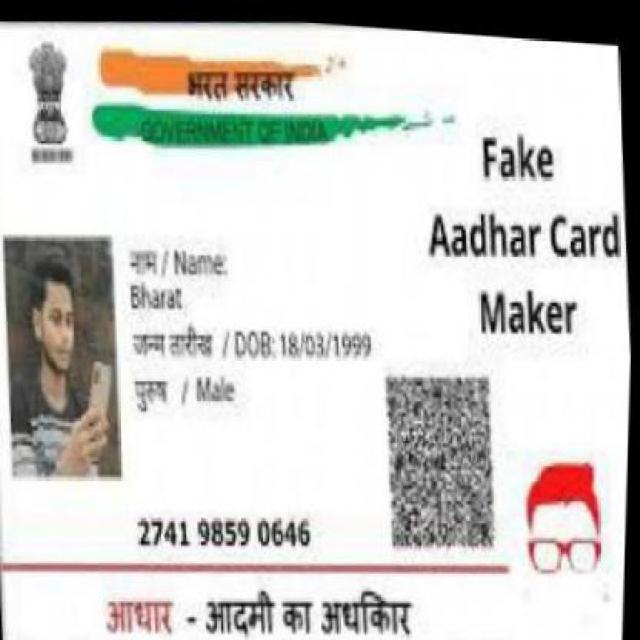 भारत सरकार
GOVERNMENT OF INDIA
Fake
Aadhar Card
Maker
नाम / Name:
Bharat
जन्म तारीख / DOB: 18/03/1999
पुरुष / Male
2741 9859 0646
आधार - आदमी का अधकिार